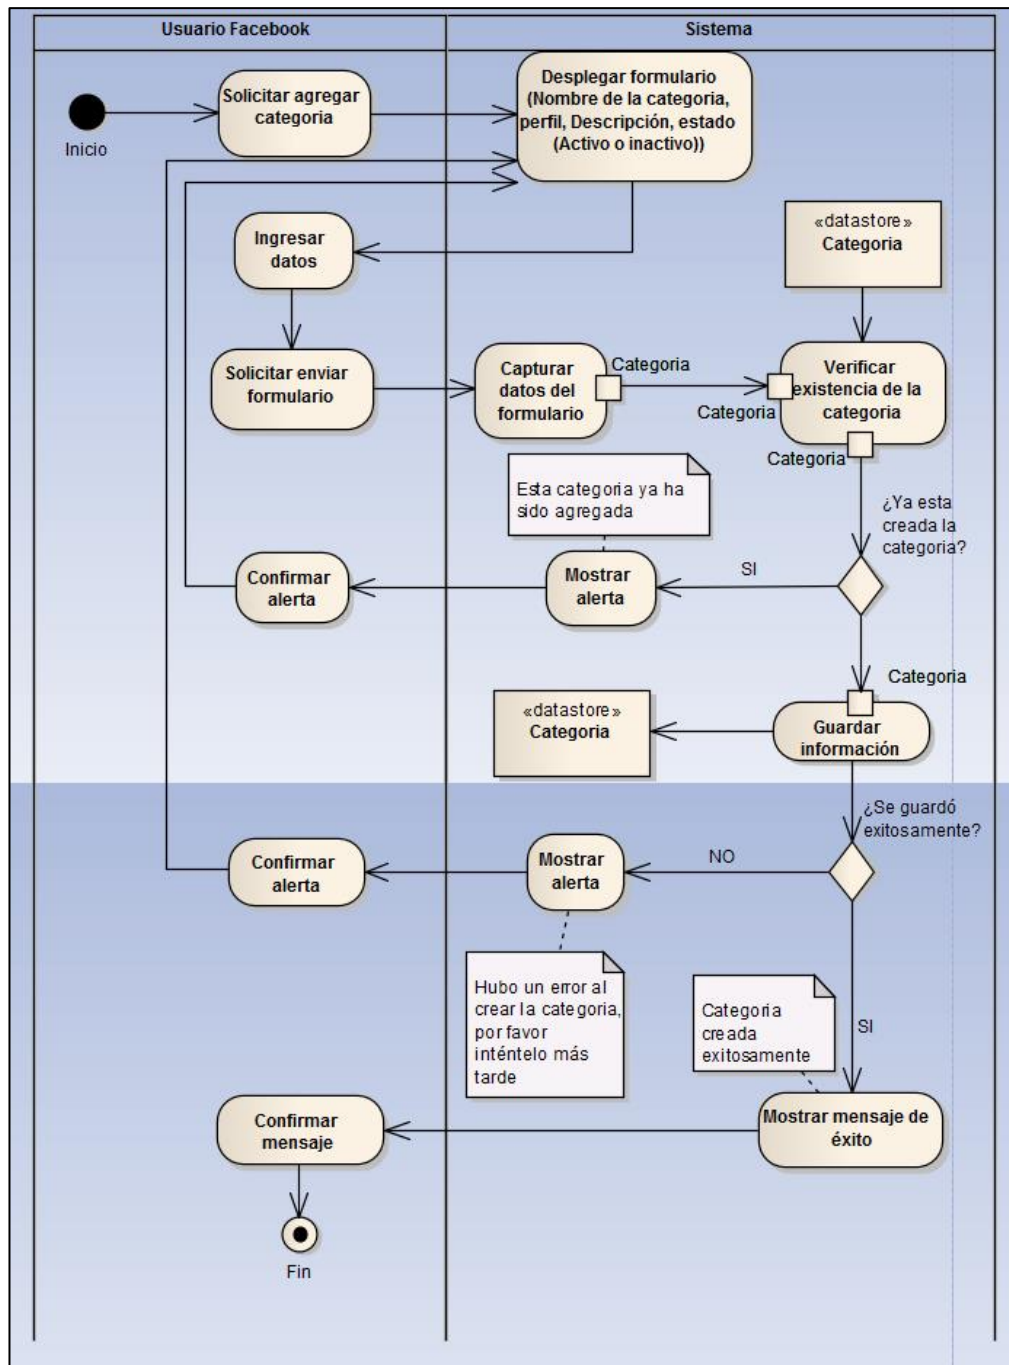 Usuario Facebook
Sistema
Inicio
Solicitar agregar
categoria
Desplegar formulario
(Nombre de la categoria,
perfil, Descripción, estado
(Activo o inactivo))
Ingresar
datos
«datastore»
Categoria
Solicitar enviar
formulario
Capturar
datos del
formulario
Categoria
Categoria
Verificar
existencia de la
categoria
Categoria
Esta categoria ya ha
sido agregada
¿Ya esta
creada la
categoria?
Confirmar
alerta
Mostrar
alerta
SI
Categoria
«datastore»
Categoria
Guardar
información
¿Se guardó
exitosamente?
Confirmar
alerta
Mostrar
alerta
NO
Hubo un error al
crear la categoria,
por favor
inténtelo más
tarde
Categoria
creada
exitosamente
SI
Confirmar
mensaje
Mostrar mensaje de
éxito
Fin